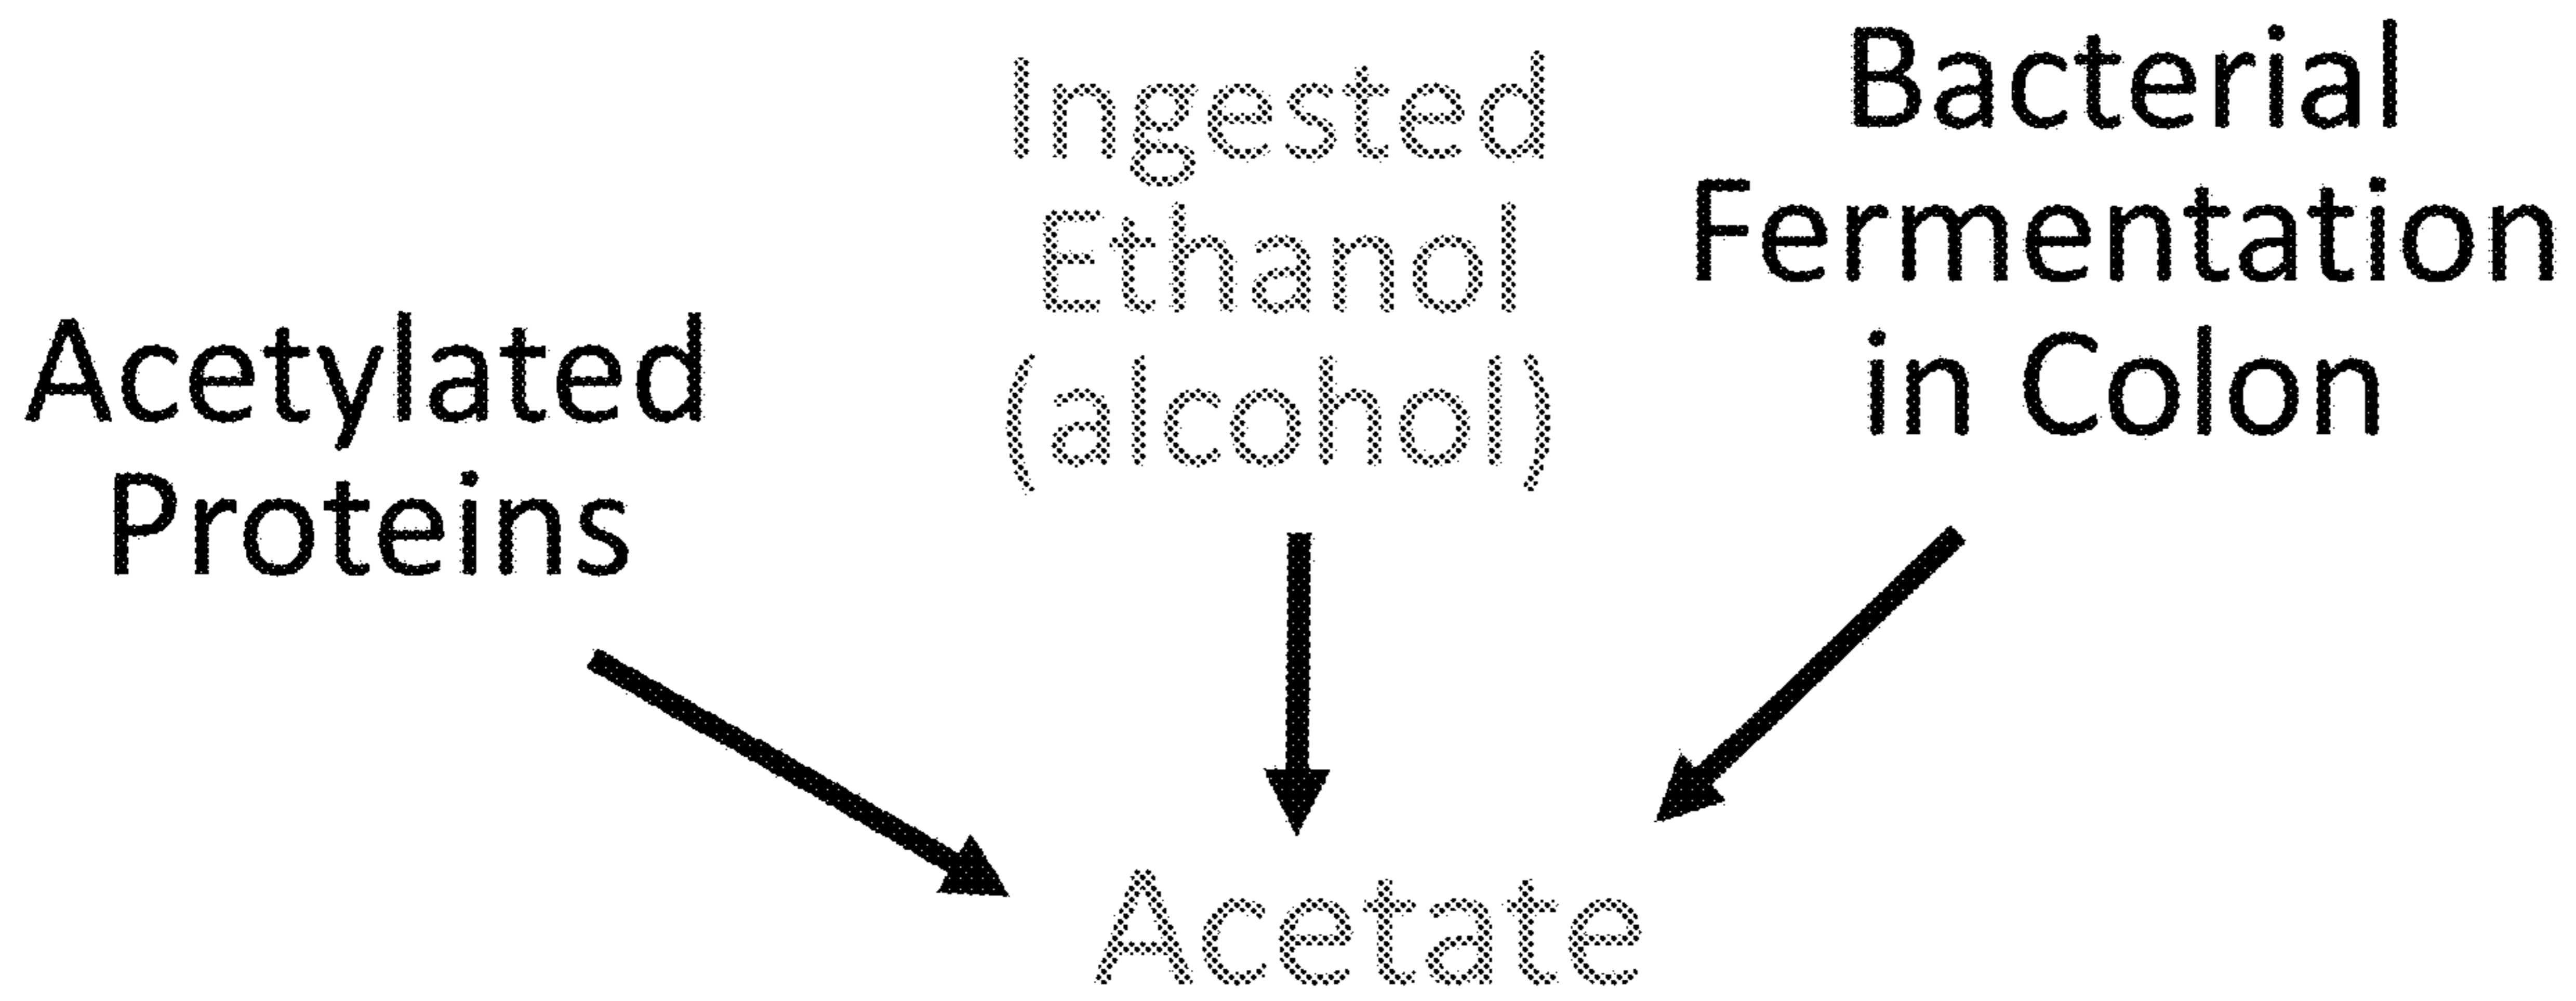 Acetylated
Proteins
Ingested
Ethanol
(alcohol)
Bacterial
Fermentation
in Colon
Acetate